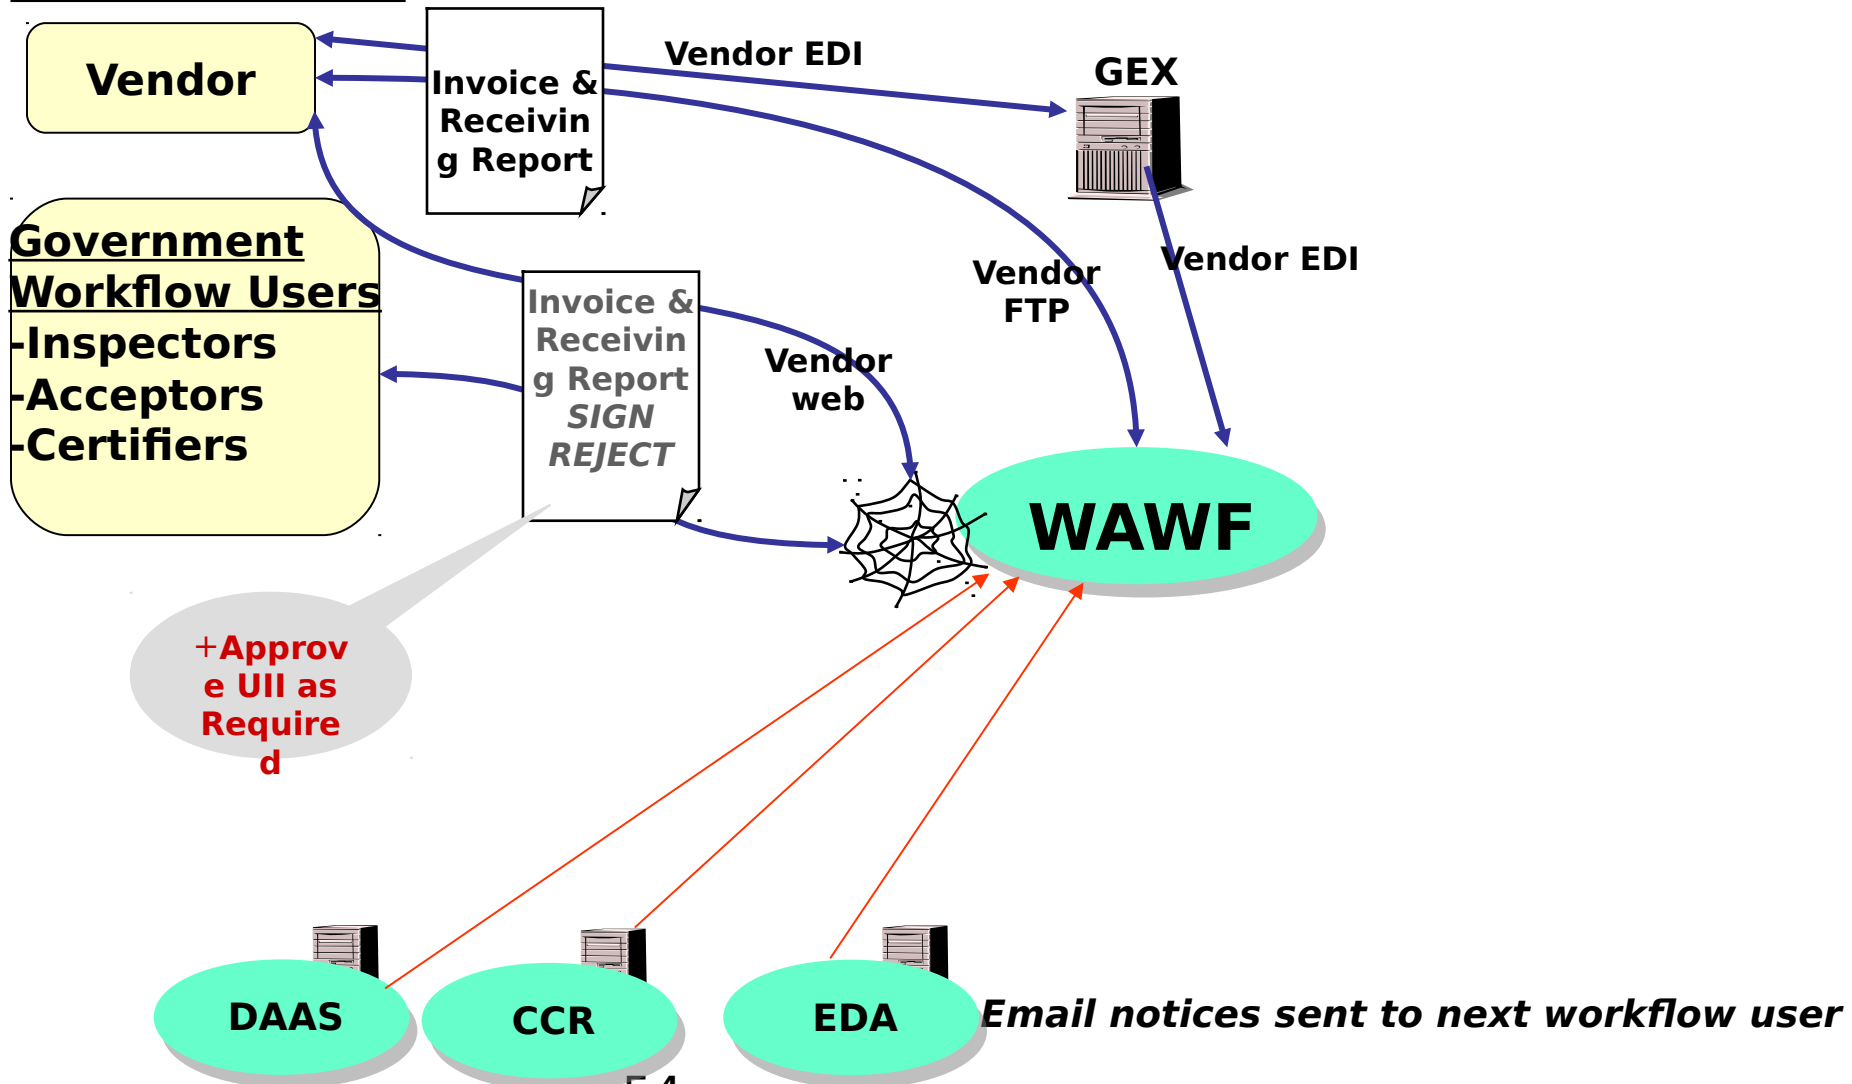 Vendor
Invoice &
Receivin
g Report
Vendor EDI
GEX
Government
Workflow Users
-Inspectors
-Acceptors
-Certifiers
Invoice &
Receivin
g Report
SIGN
REJECT
Vendor
web
Vendor
FTP
Vendor EDI
WAWF
+Approv
e UII as
Require
d
DAAS
CCR
EDA
Email notices sent to next workflow user